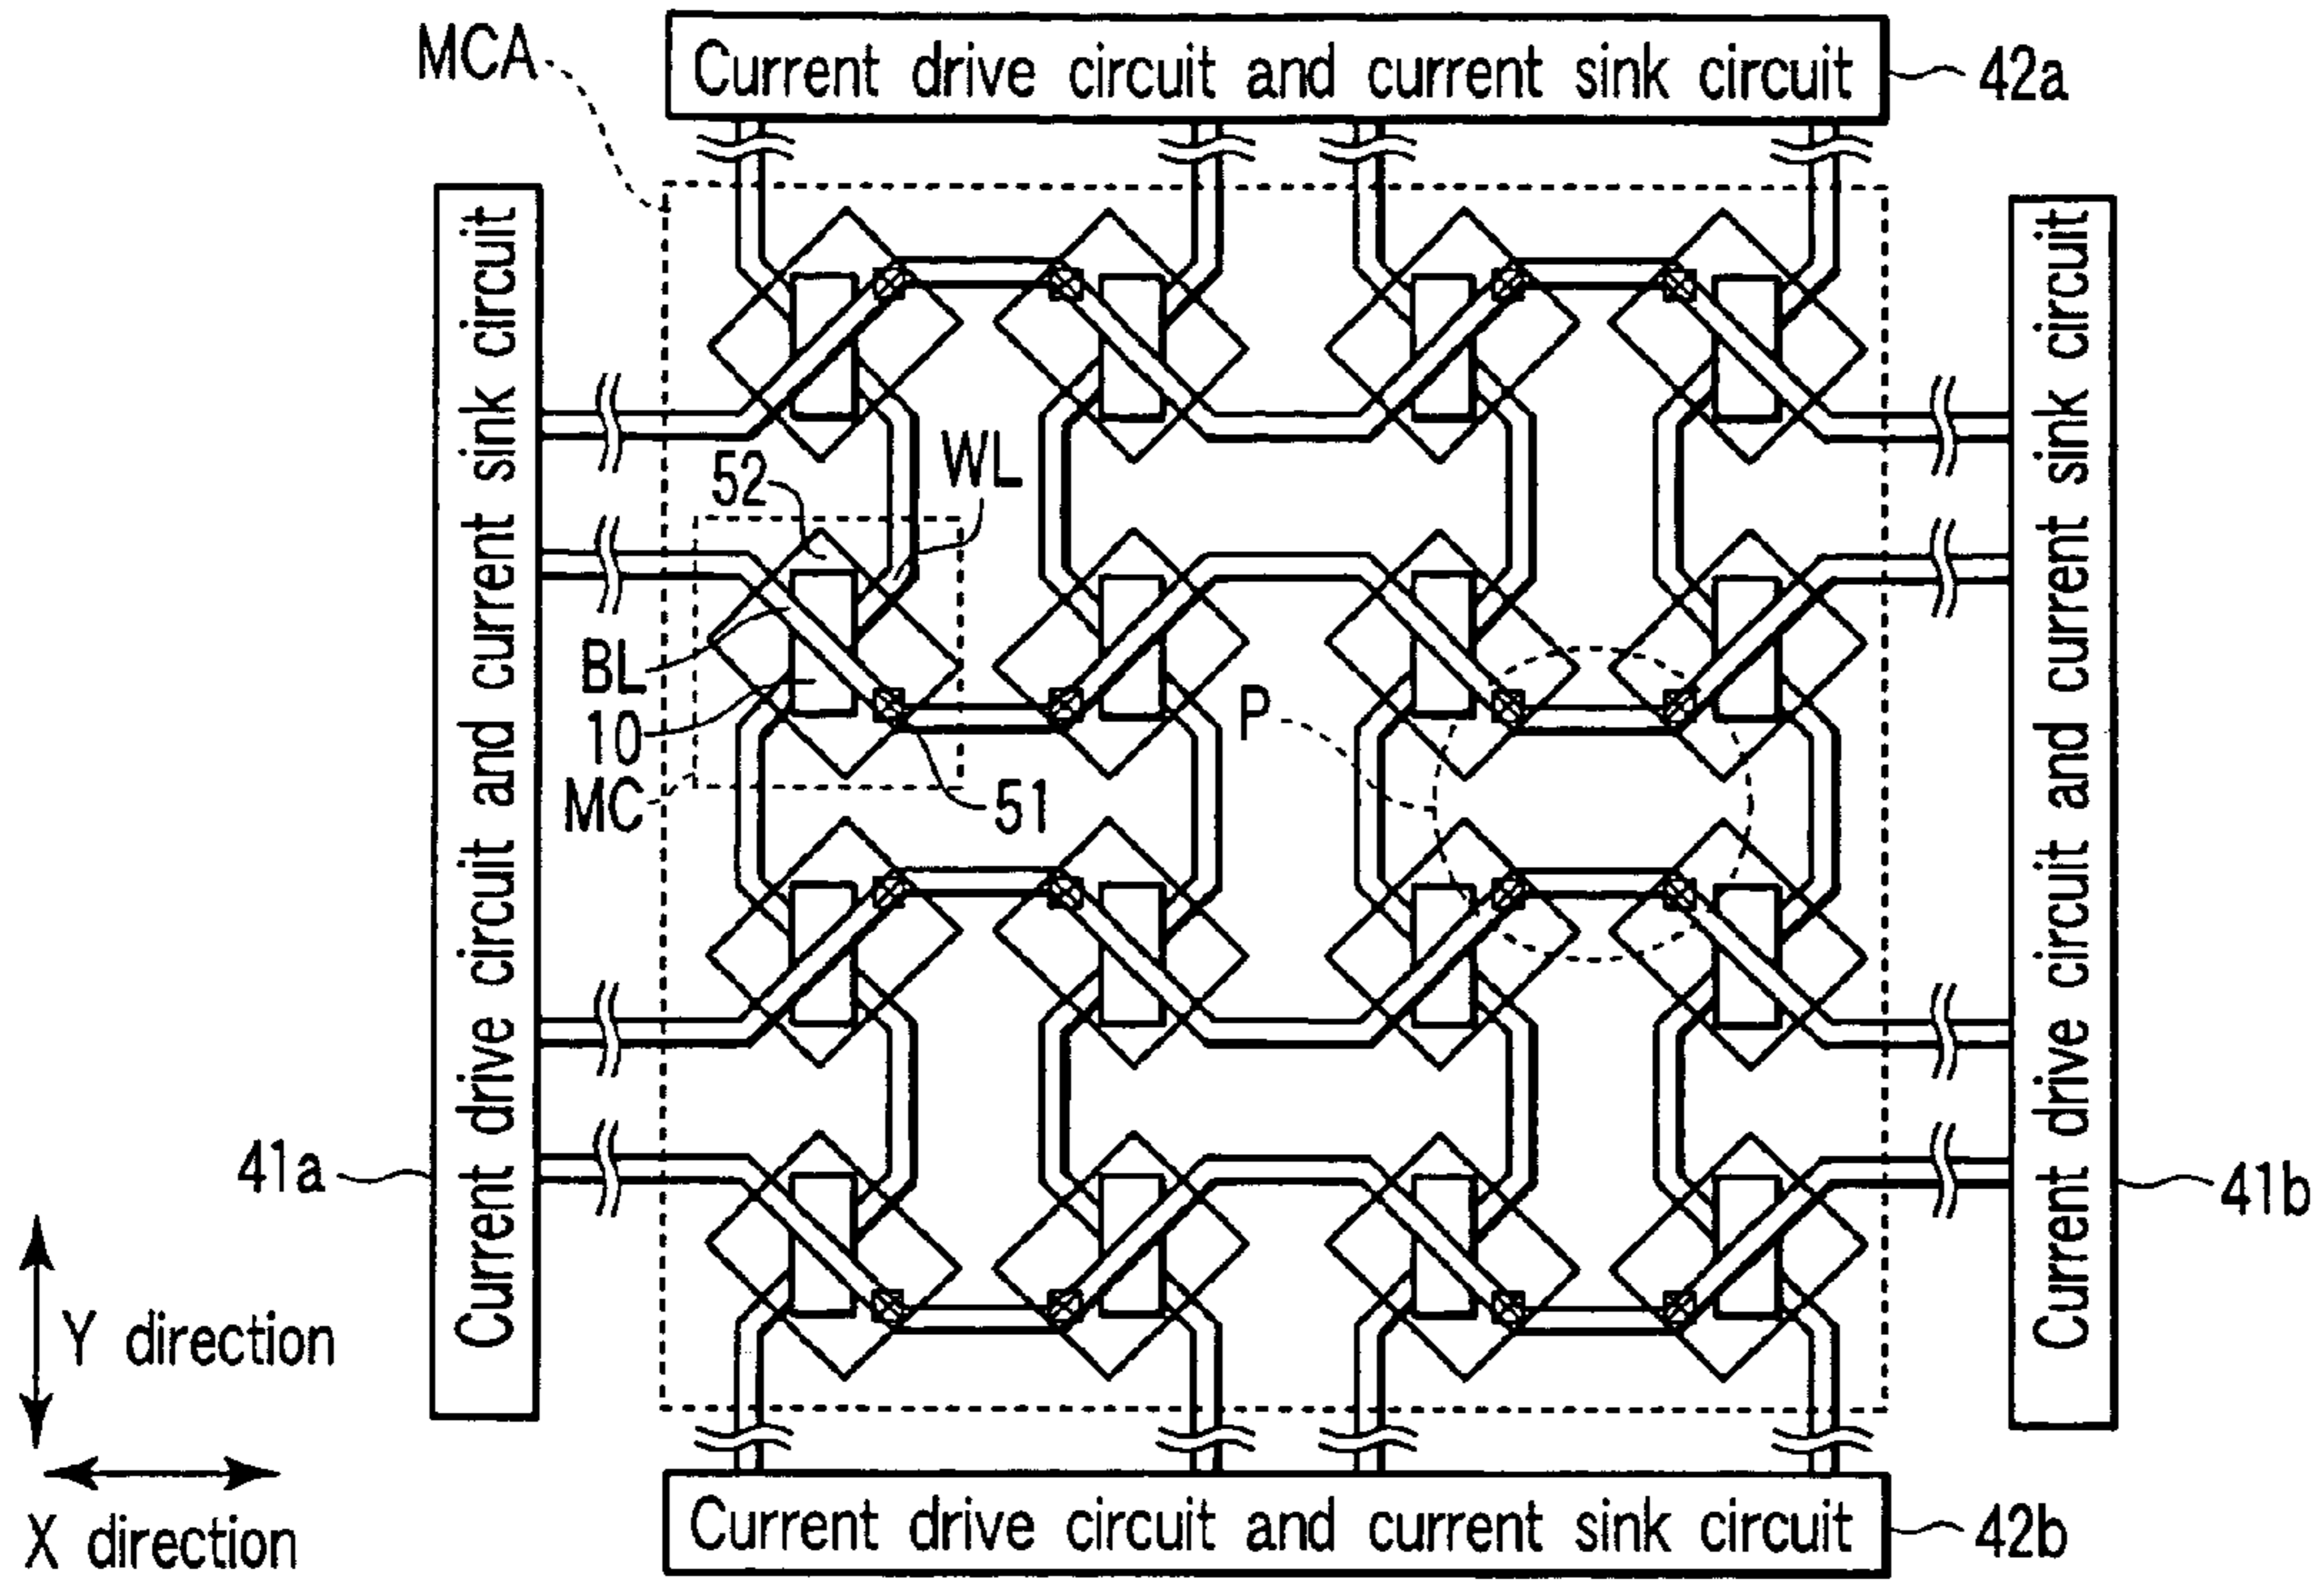 MCA
Current drive circuit and current sink circuit
42a
Current drive circuit and current sink circuit
41a
52
WL
BL
10
MC
51
P
Current drive circuit and current sink circuit
41b
Y direction
X direction
Current drive circuit and current sink circuit
42b